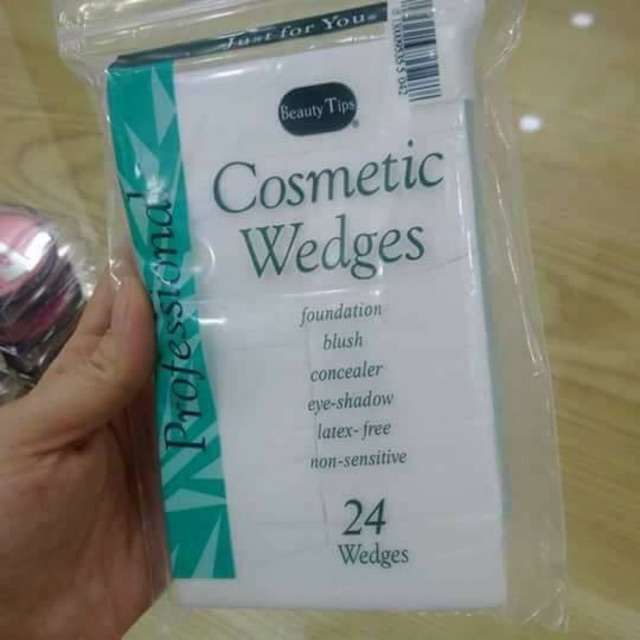 Just for You®
Beauty Tips®
Professional
Cosmetic
Wedges
foundation
blush
concealer
eye-shadow
latex-free
non-sensitive
24
Wedges